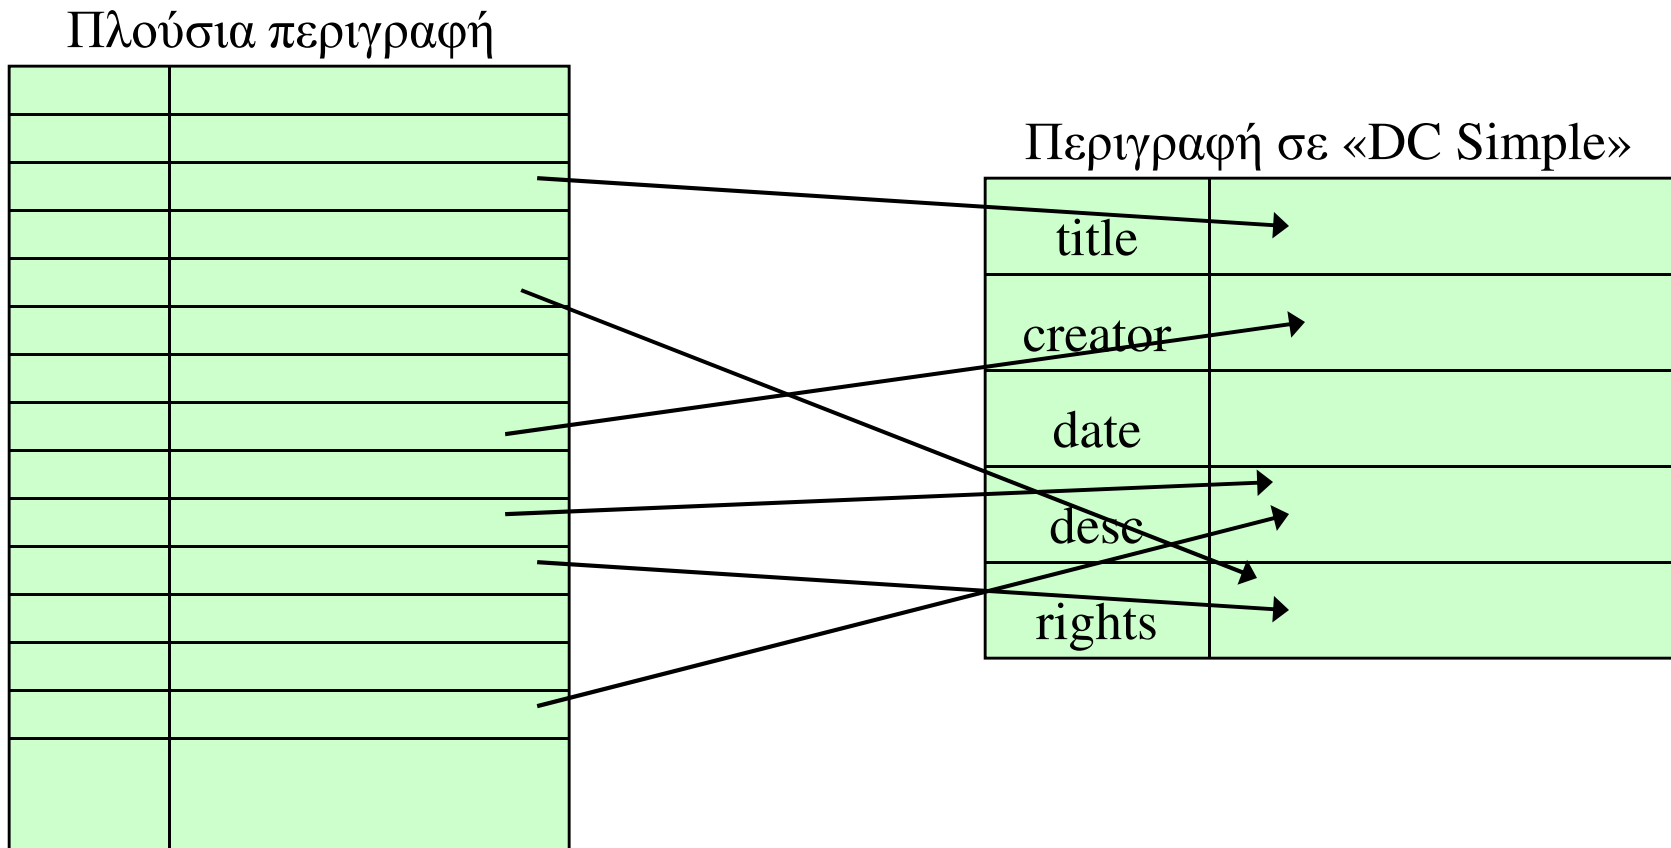 Πλούσια περιγραφή
Περιγραφή σε «DC Simple»
title
creator
date
desc
rights